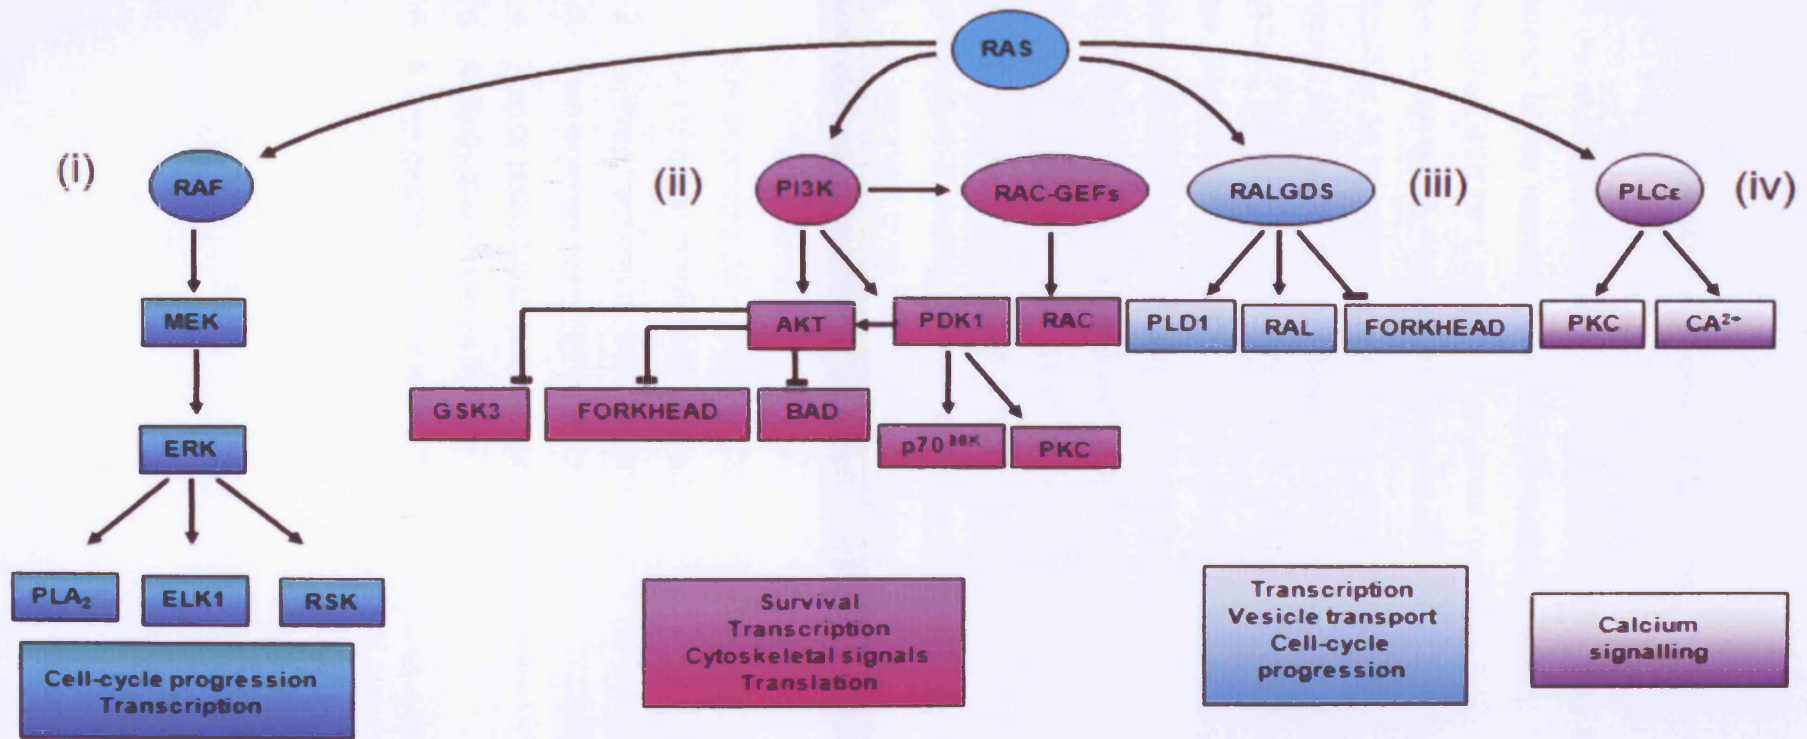 RAS
(i)
RAF
(ii)
PI3K
RAC-GEFs
RALGDS
(iii)
PLCε
(iv)
MEK
AKT
PDK1
RAC
PLD1
RAL
FORKHEAD
PKC
CA²⁺
GSK3
FORKHEAD
BAD
ERK
p70
PKC
PLA₂
ELK1
RSK
Cell-cycle progression
Transcription
Survival
Transcription
Cytoskeletal signals
Translation
Transcription
Vesicle transport
Cell-cycle
progression
Calcium
signalling